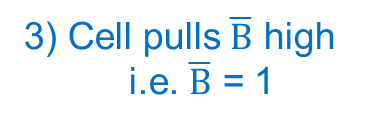 3) Cell pulls B̅ high
i.e. B̅ = 1